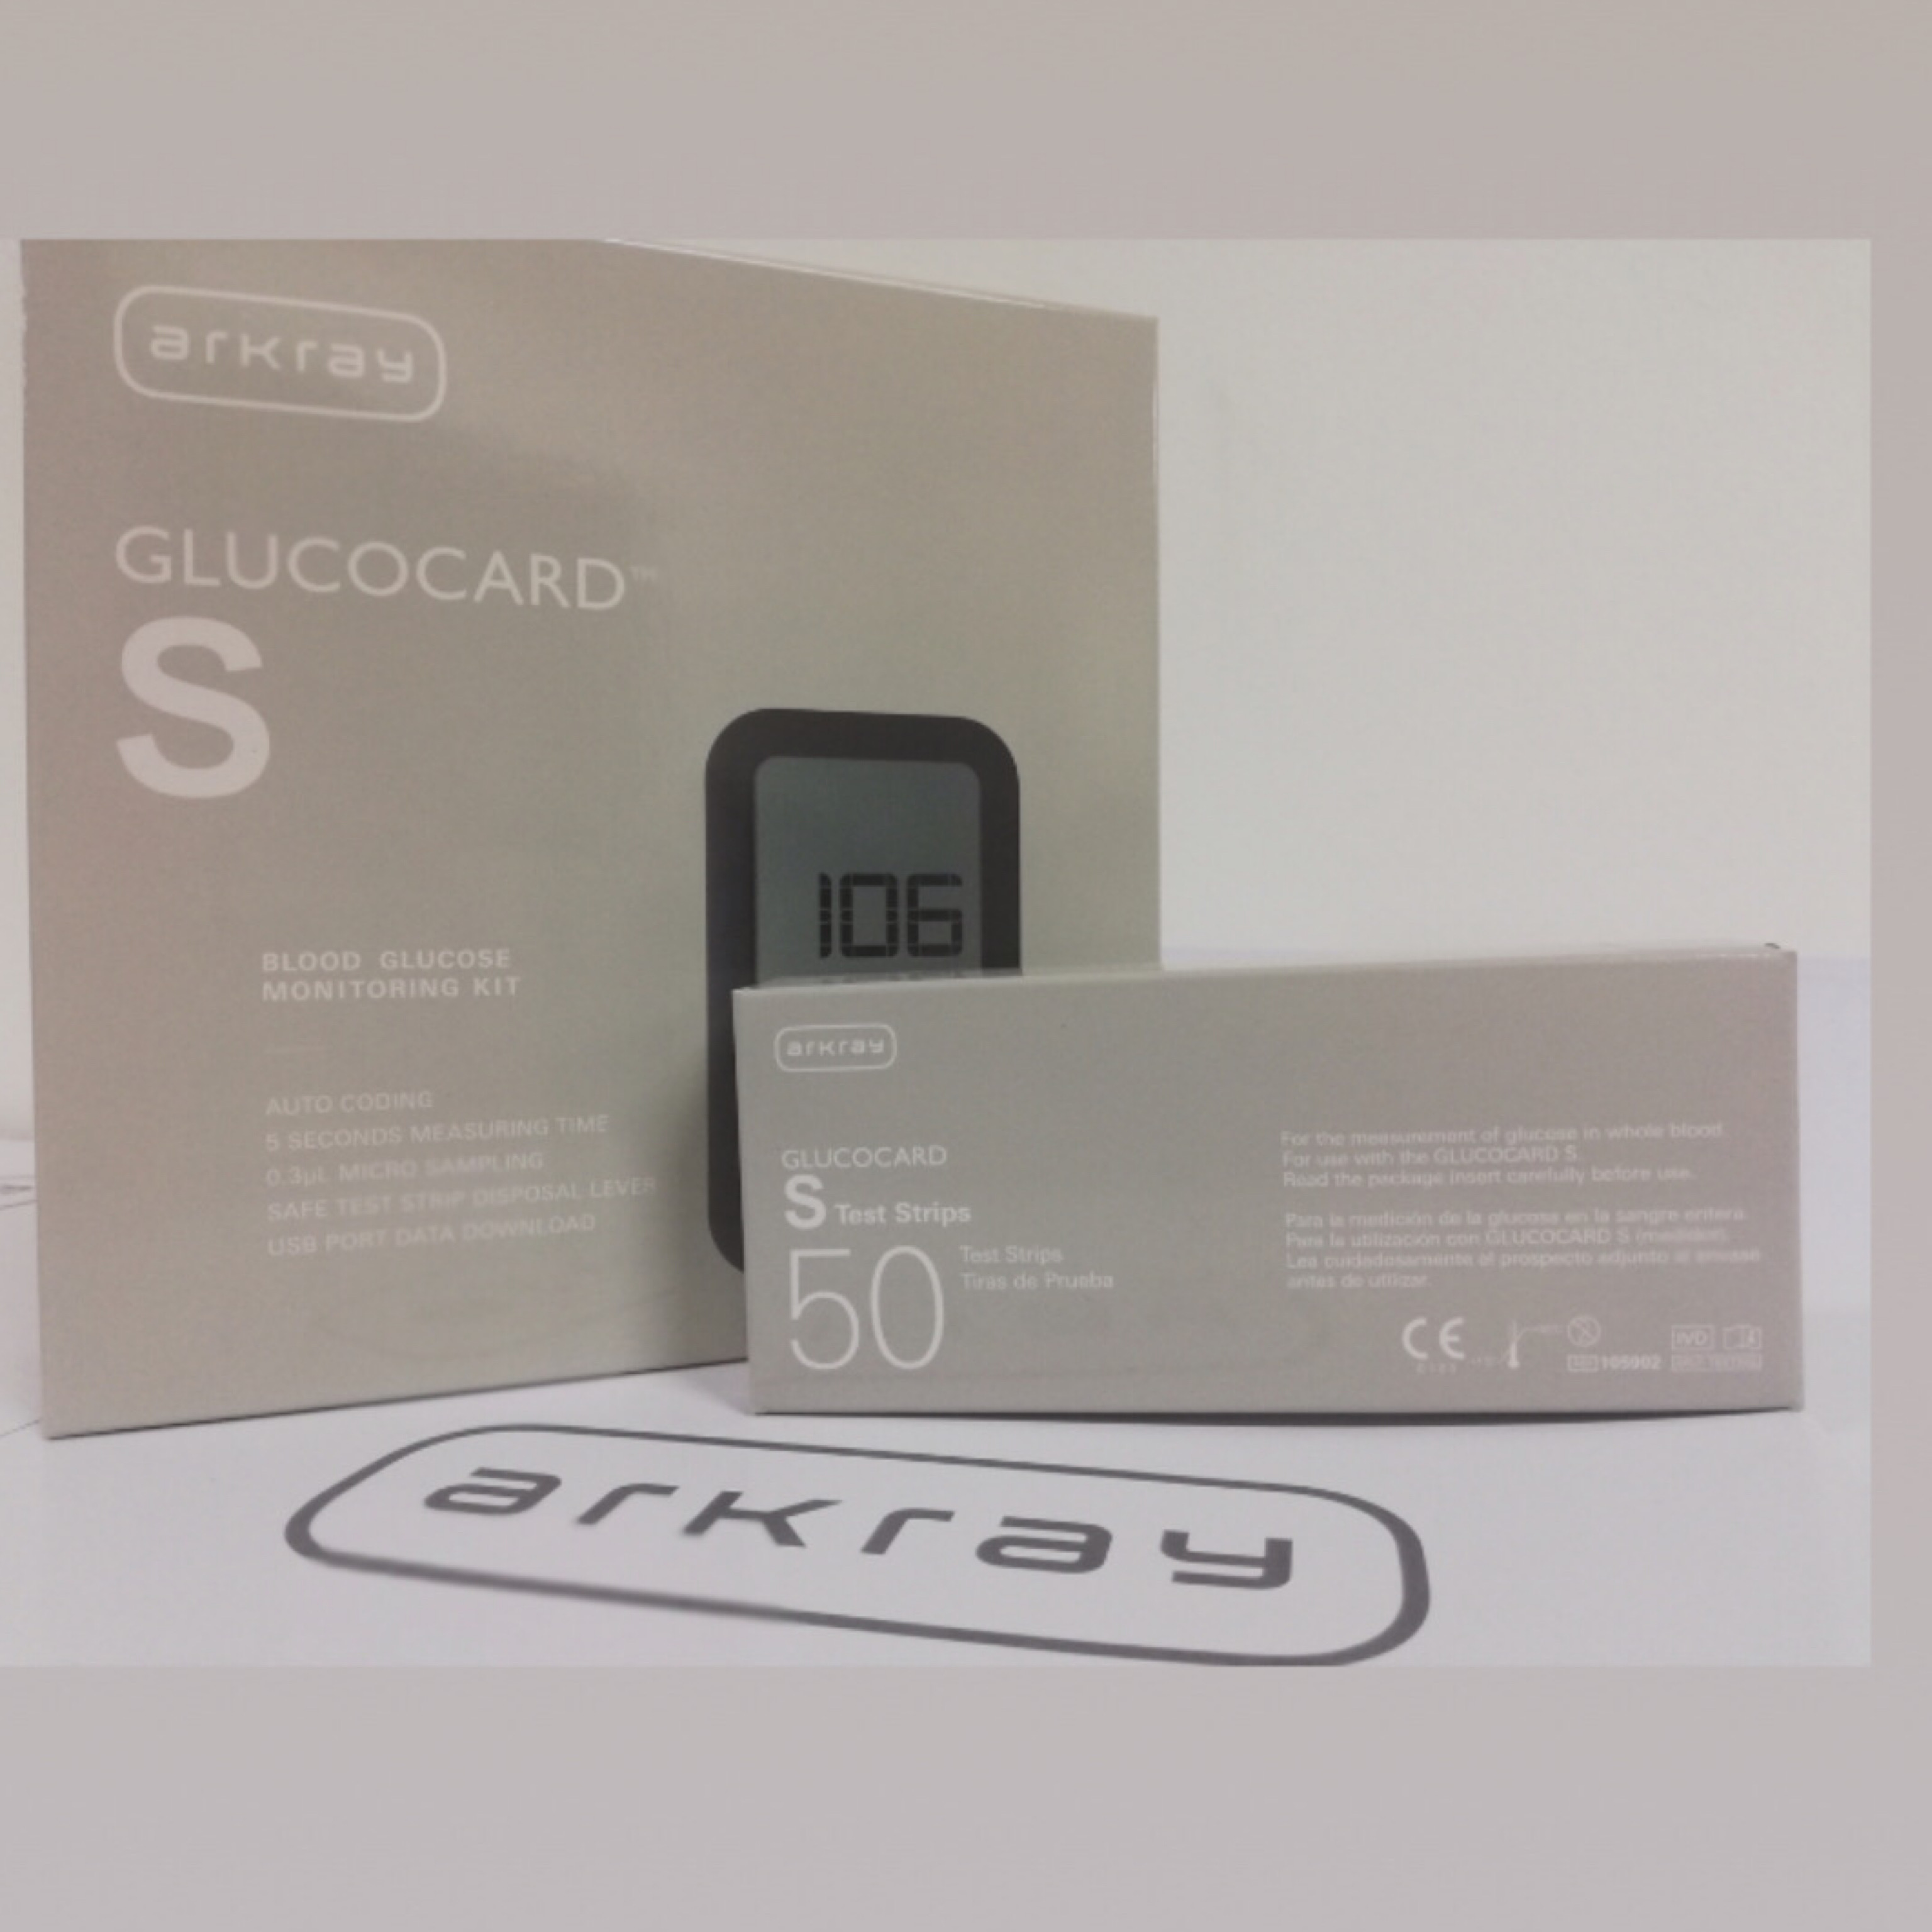 arkray
GLUCOCARD™
S
106
BLOOD GLUCOSE
MONITORING KIT
AUTO CODING
5 SECONDS MEASURING TIME
0.3µL MICRO SAMPLING
SAFE TEST STRIP DISPOSAL LEVER
USB PORT DATA DOWNLOAD
arkray
GLUCOCARD
S Test Strips
50 Test Strips
Tiras de Prueba
For the measurement of glucose in whole blood.
For use with the GLUCOCARD S.
Read the package insert carefully before use.
Para la medición de la glucosa en la sangre entera.
Para la utilización con GLUCOCARD S (medidor).
Lea cuidadosamente el prospecto adjunto al envase
antes de utilizar.
CE
IVD
REF 105902
SELF TESTING
arkray